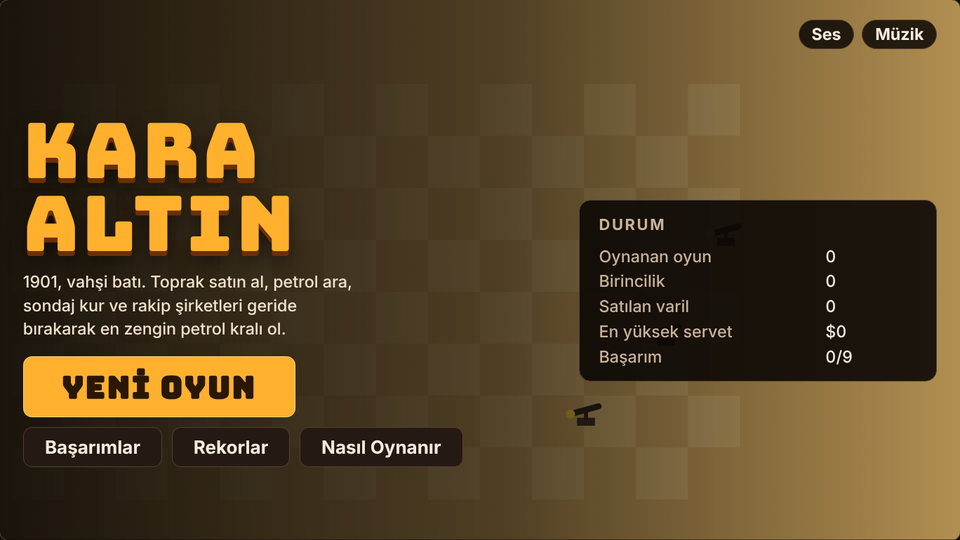 Ses
Müzik
KARA
ALTIN
1901, vahşi batı. Toprak satın al, petrol ara,
sondaj kur ve rakip şirketleri geride
bırakarak en zengin petrol kralı ol.
YENİ OYUN
Başarımlar
Rekorlar
Nasıl Oynanır
DURUM
Oynanan oyun 0
Birincilik 0
Satılan varil 0
En yüksek servet $0
Başarım 0/9